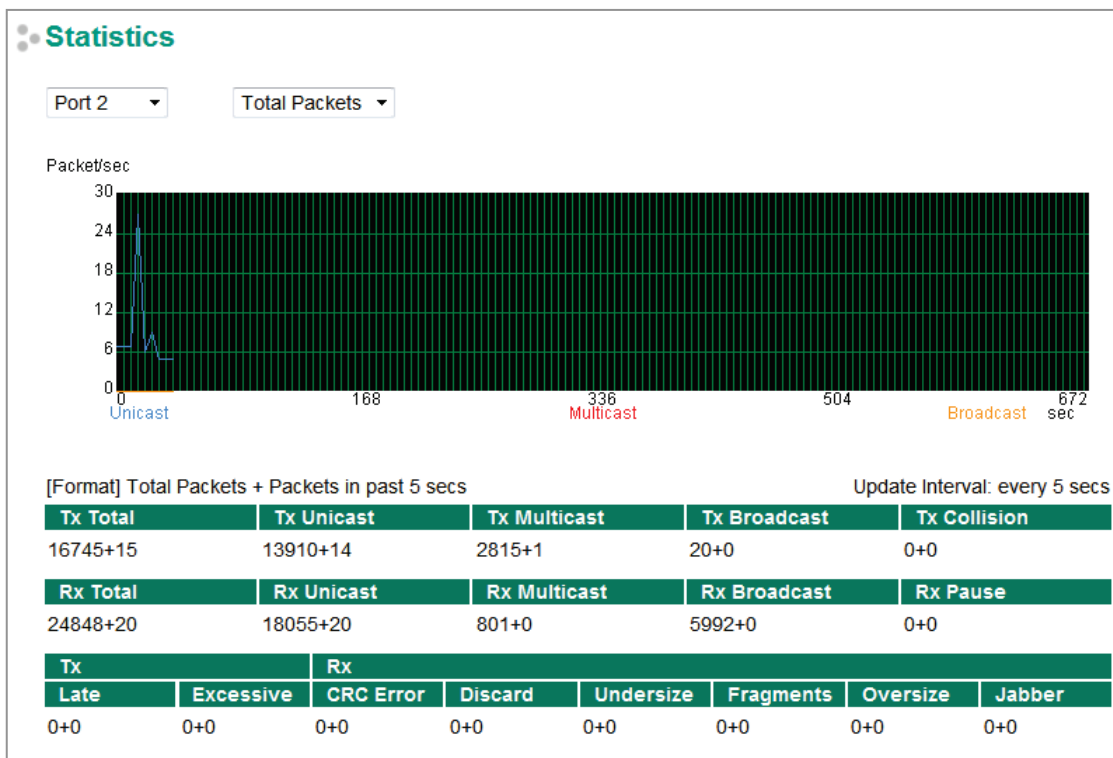 Statistics
Port 2 Total Packets
Packet/sec
30
24
18
12
6
0
0 168 336 504 672
Unicast Multicast Broadcast sec
[Format] Total Packets + Packets in past 5 secs Update Interval: every 5 secs
Tx Total Tx Unicast Tx Multicast Tx Broadcast Tx Collision
16745+15 13910+14 2815+1 20+0 0+0
Rx Total Rx Unicast Rx Multicast Rx Broadcast Rx Pause
24848+20 18055+20 801+0 5992+0 0+0
Tx Rx
Late Excessive CRC Error Discard Undersize Fragments Oversize Jabber
0+0 0+0 0+0 0+0 0+0 0+0 0+0 0+0